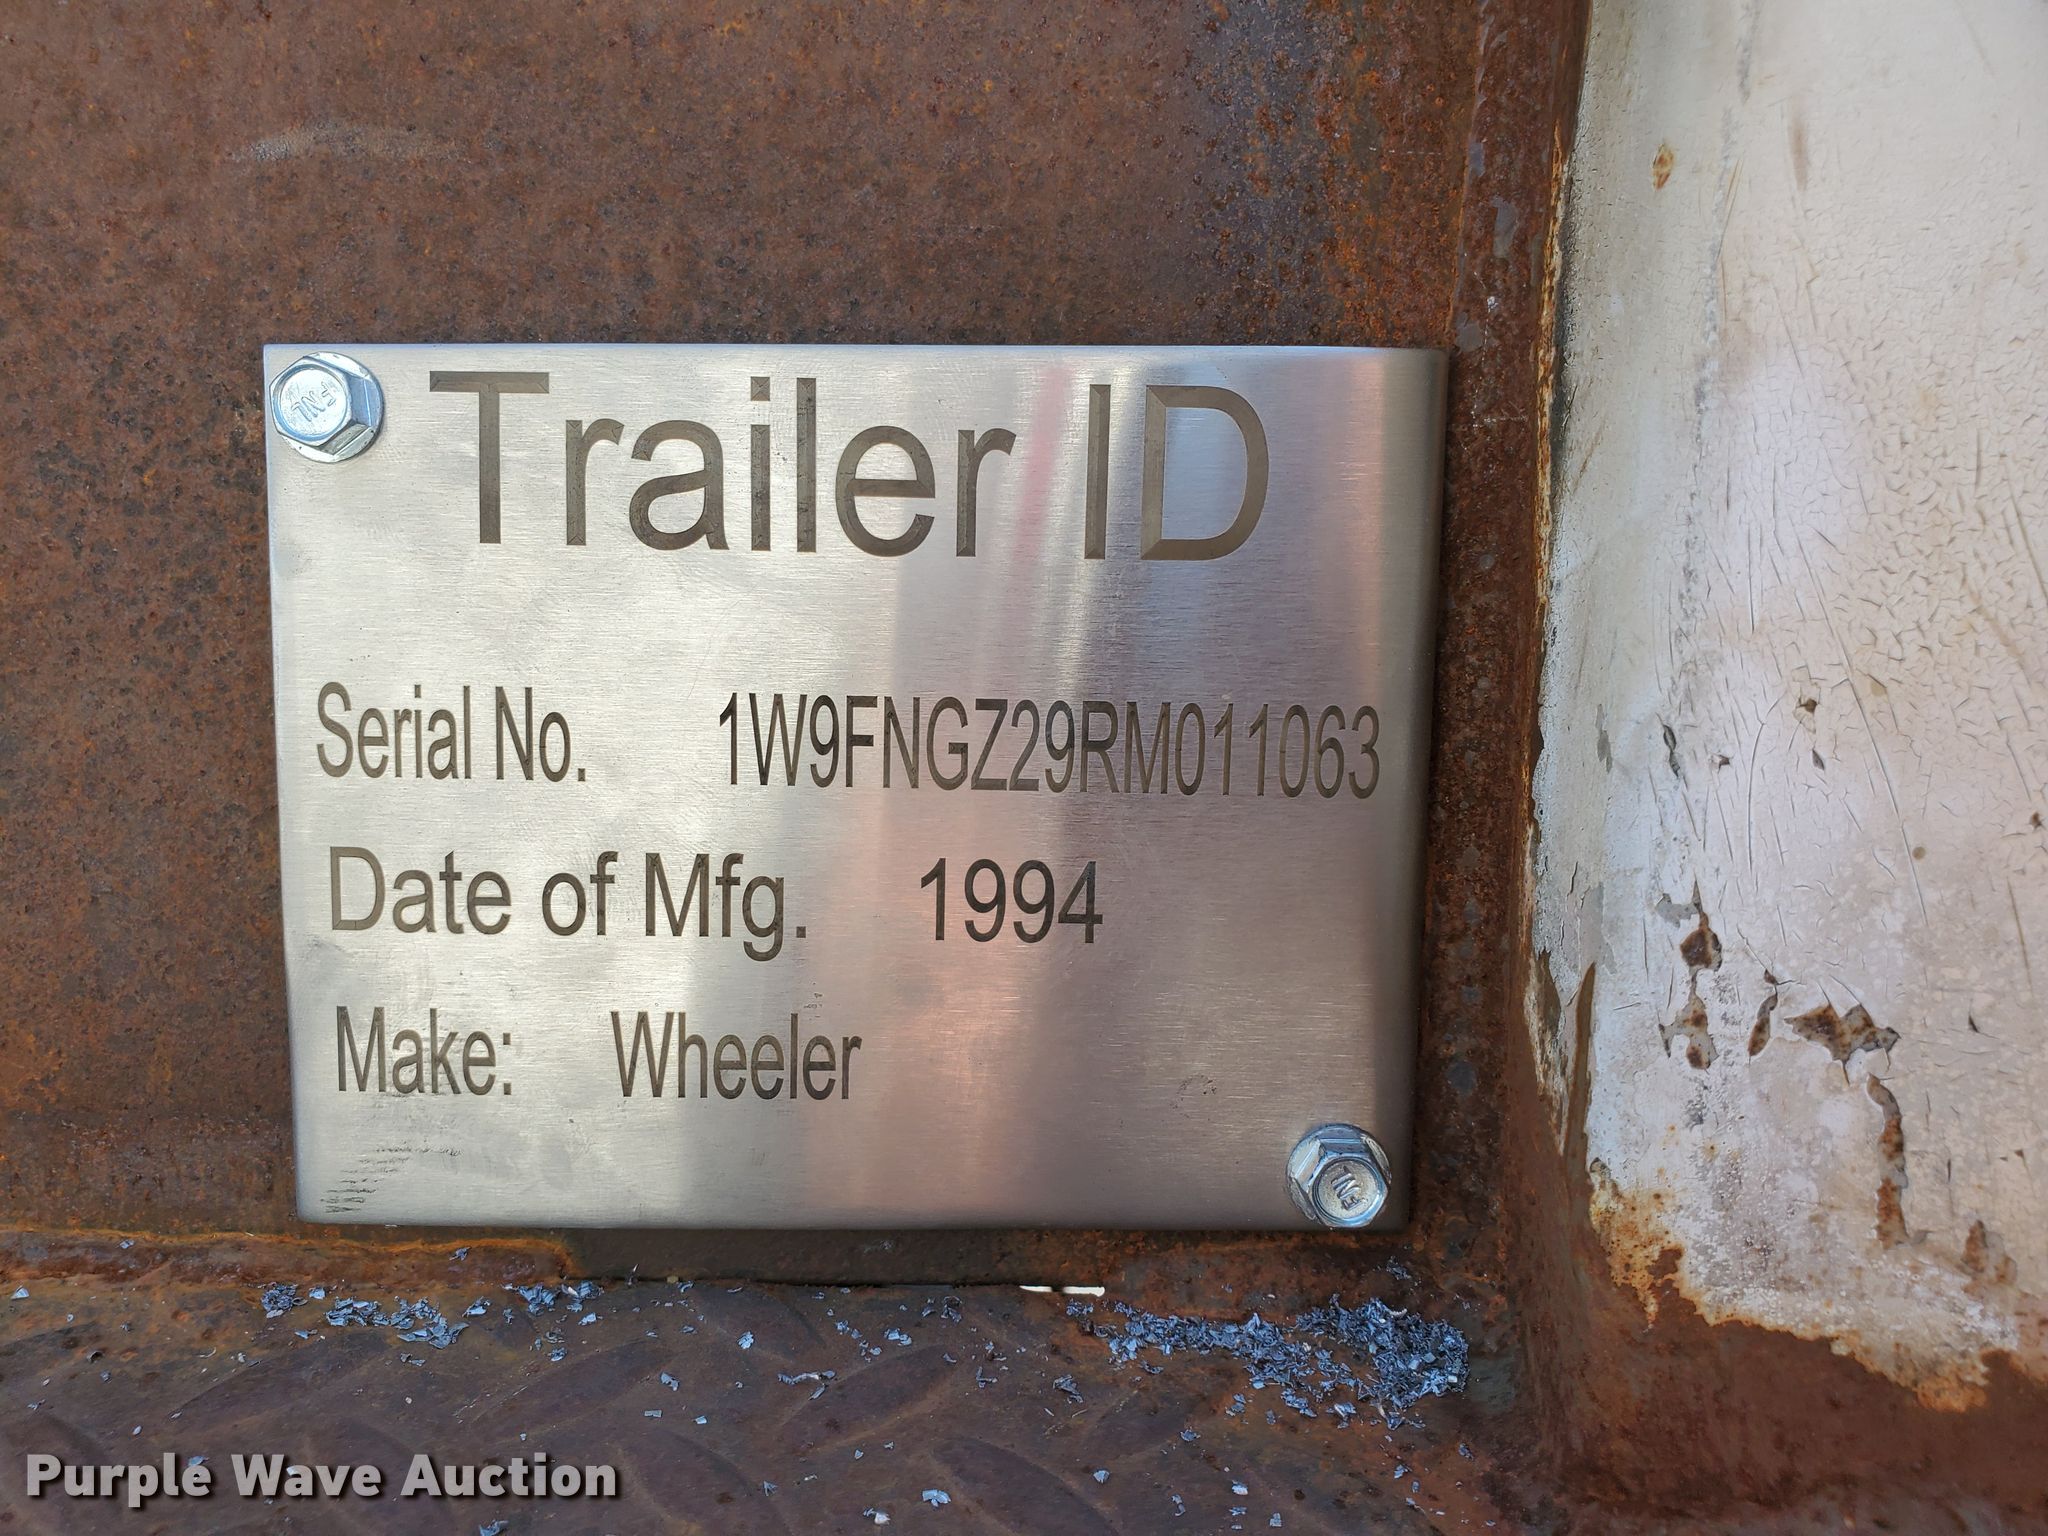 Trailer ID
Serial No. 1W9FNGZ29RM011063
Date of Mfg. 1994
Make: Wheeler
Purple Wave Auction